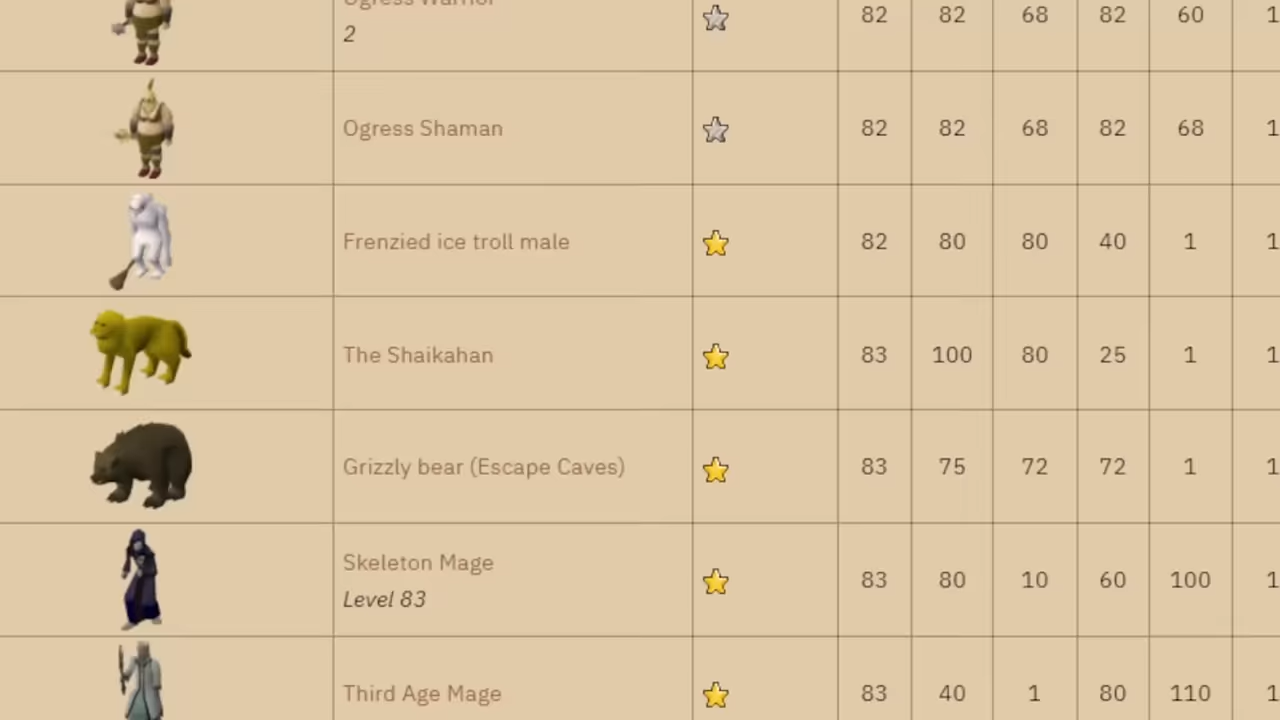 Ogress Warrior
2 82 82 68 82 60 1
Ogress Shaman 82 82 68 82 68 1
Frenzied ice troll male 82 80 80 40 1 1
The Shaikahan 83 100 80 25 1 1
Grizzly bear (Escape Caves) 83 75 72 72 1 1
Skeleton Mage
Level 83 83 80 10 60 100 1
Third Age Mage 83 40 1 80 110 1